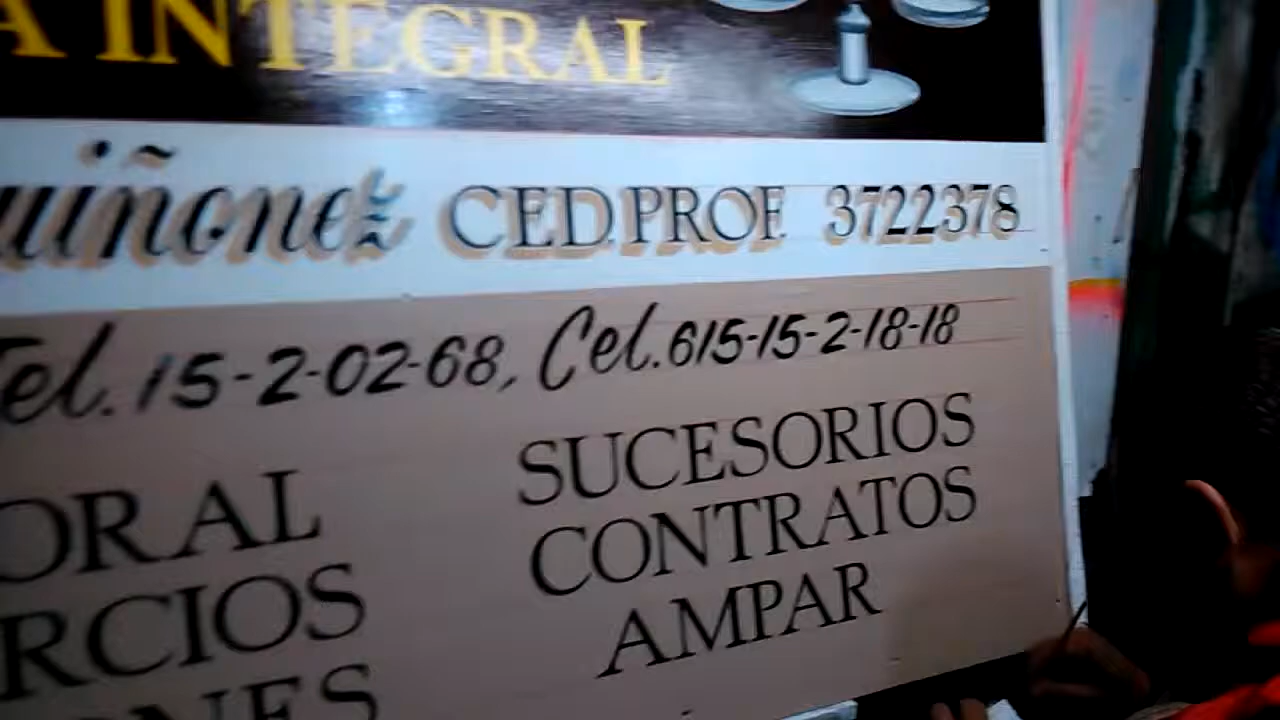 A INTEGRAL
uiñonez CED.PROF. 3722378
Tel. 15-2-02-68, Cel. 615-15-2-18-18
ORAL SUCESORIOS
RCIOS CONTRATOS
ONES AMPAR